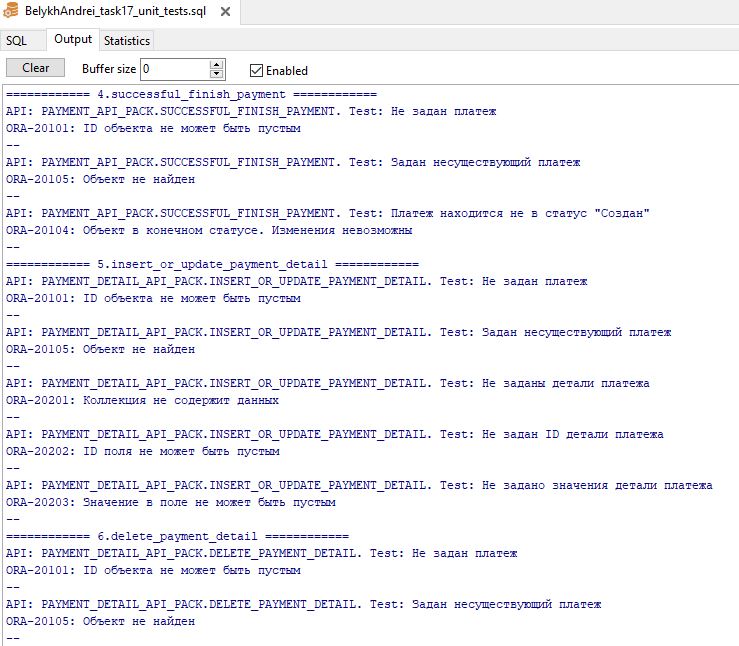 BelykhAndrei_task17_unit_tests.sql
SQL Output Statistics
Clear Buffer size 0 Enabled
============ 4.successful_finish_payment ============
API: PAYMENT_API_PACK.SUCCESSFUL_FINISH_PAYMENT. Test: Не задан платеж
ORA-20101: ID объекта не может быть пустым
--
API: PAYMENT_API_PACK.SUCCESSFUL_FINISH_PAYMENT. Test: Задан несуществующий платеж
ORA-20105: Объект не найден
--
API: PAYMENT_API_PACK.SUCCESSFUL_FINISH_PAYMENT. Test: Платеж находится не в статус "Создан"
ORA-20104: Объект в конечном статусе. Изменения невозможны
--
============ 5.insert_or_update_payment_detail ============
API: PAYMENT_DETAIL_API_PACK.INSERT_OR_UPDATE_PAYMENT_DETAIL. Test: Не задан платеж
ORA-20101: ID объекта не может быть пустым
--
API: PAYMENT_DETAIL_API_PACK.INSERT_OR_UPDATE_PAYMENT_DETAIL. Test: Задан несуществующий платеж
ORA-20105: Объект не найден
--
API: PAYMENT_DETAIL_API_PACK.INSERT_OR_UPDATE_PAYMENT_DETAIL. Test: Не заданы детали платежа
ORA-20201: Коллекция не содержит данных
--
API: PAYMENT_DETAIL_API_PACK.INSERT_OR_UPDATE_PAYMENT_DETAIL. Test: Не задан ID детали платежа
ORA-20202: ID поля не может быть пустым
--
API: PAYMENT_DETAIL_API_PACK.INSERT_OR_UPDATE_PAYMENT_DETAIL. Test: Не задано значения детали платежа
ORA-20203: Значение в поле не может быть пустым
--
============ 6.delete_payment_detail ============
API: PAYMENT_DETAIL_API_PACK.DELETE_PAYMENT_DETAIL. Test: Не задан платеж
ORA-20101: ID объекта не может быть пустым
--
API: PAYMENT_DETAIL_API_PACK.DELETE_PAYMENT_DETAIL. Test: Задан несуществующий платеж
ORA-20105: Объект не найден
--